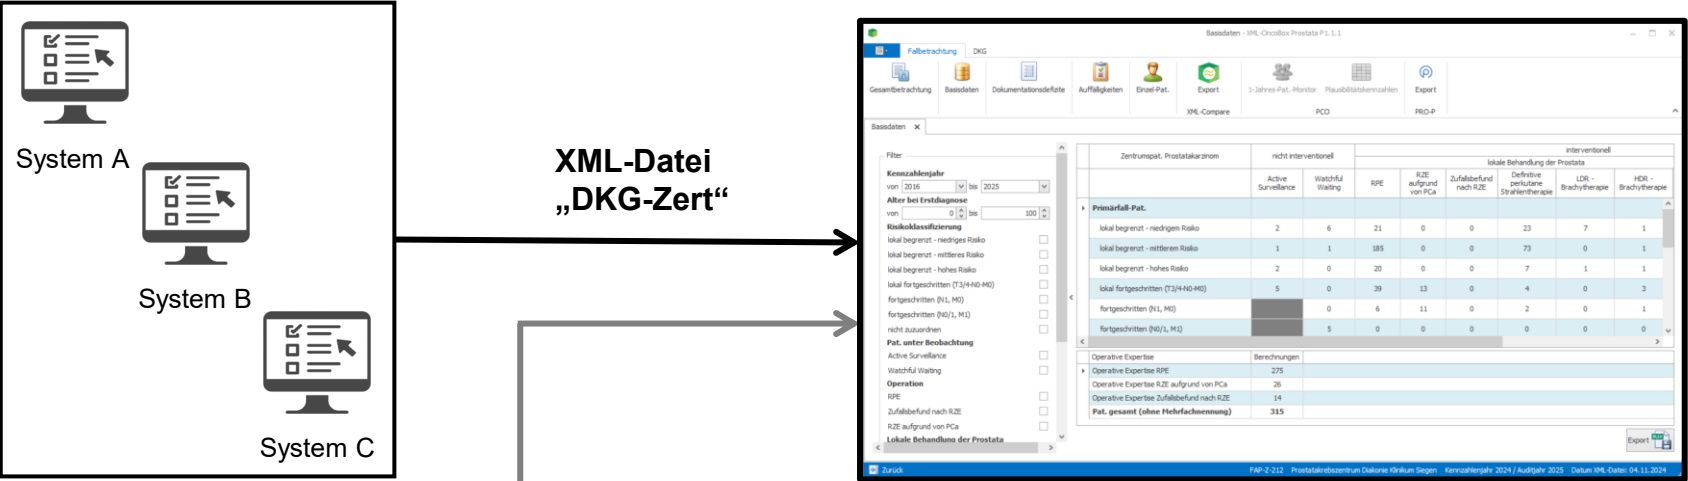 System A
System B
System C
XML-Datei
„DKG-Zert“
Basisdaten - XML-OncoBox Prostata P1.1.1
Fallbetrachtung DKG
Gesamtbetrachtung Basisdaten Dokumentationsdefizite Auffälligkeiten Einzel-Pat. Export 1-Jahres-Pat.-Monitor Plausibilitätskennzahlen Export
XML-Compare PCO PRO-P
Basisdaten
Filter
Kennzahlenjahr
von 2016 bis 2025
Alter bei Erstdiagnose
von 0 bis 100
Risikoklassifizierung
lokal begrenzt - niedriges Risiko
lokal begrenzt - mittleres Risiko
lokal begrenzt - hohes Risiko
lokal fortgeschritten (T3/4-N0-M0)
fortgeschritten (N1, M0)
fortgeschritten (N0/1, M1)
nicht zuzuordnen
Pat. unter Beobachtung
Active Surveillance
Watchful Waiting
Operation
RPE
Zufallsbefund nach RZE
RZE aufgrund von PCa
Lokale Behandlung der Prostata
Zentrumspat. Prostatakarzinom nicht interventionell interventionell
lokale Behandlung der Prostata
Active Surveillance Watchful Waiting RPE RZE aufgrund von PCa Zufallsbefund nach RZE Definitive perkutane Strahlentherapie LDR - Brachytherapie HDR - Brachytherapie
Primärfall-Pat.
lokal begrenzt - niedrigem Risiko 2 6 21 0 0 23 7 1
lokal begrenzt - mittlerem Risiko 1 1 185 0 0 73 0 1
lokal begrenzt - hohes Risiko 2 0 20 0 0 7 1 1
lokal fortgeschritten (T3/4-N0-M0) 5 0 39 13 0 4 0 3
fortgeschritten (N1, M0) 0 6 11 0 2 0 1
fortgeschritten (N0/1, M1) 5 0 0 0 0 0 0
Operative Expertise Berechnungen
Operative Expertise RPE 275
Operative Expertise RZE aufgrund von PCa 26
Operative Expertise Zufallsbefund nach RZE 14
Pat. gesamt (ohne Mehrfachnennung) 315
Export
Zurück FAP-Z-212 Prostatakrebszentrum Diakonie Klinikum Siegen Kennzahlenjahr 2024 / Auditjahr 2025 Datum XML-Datei: 04.11.2024